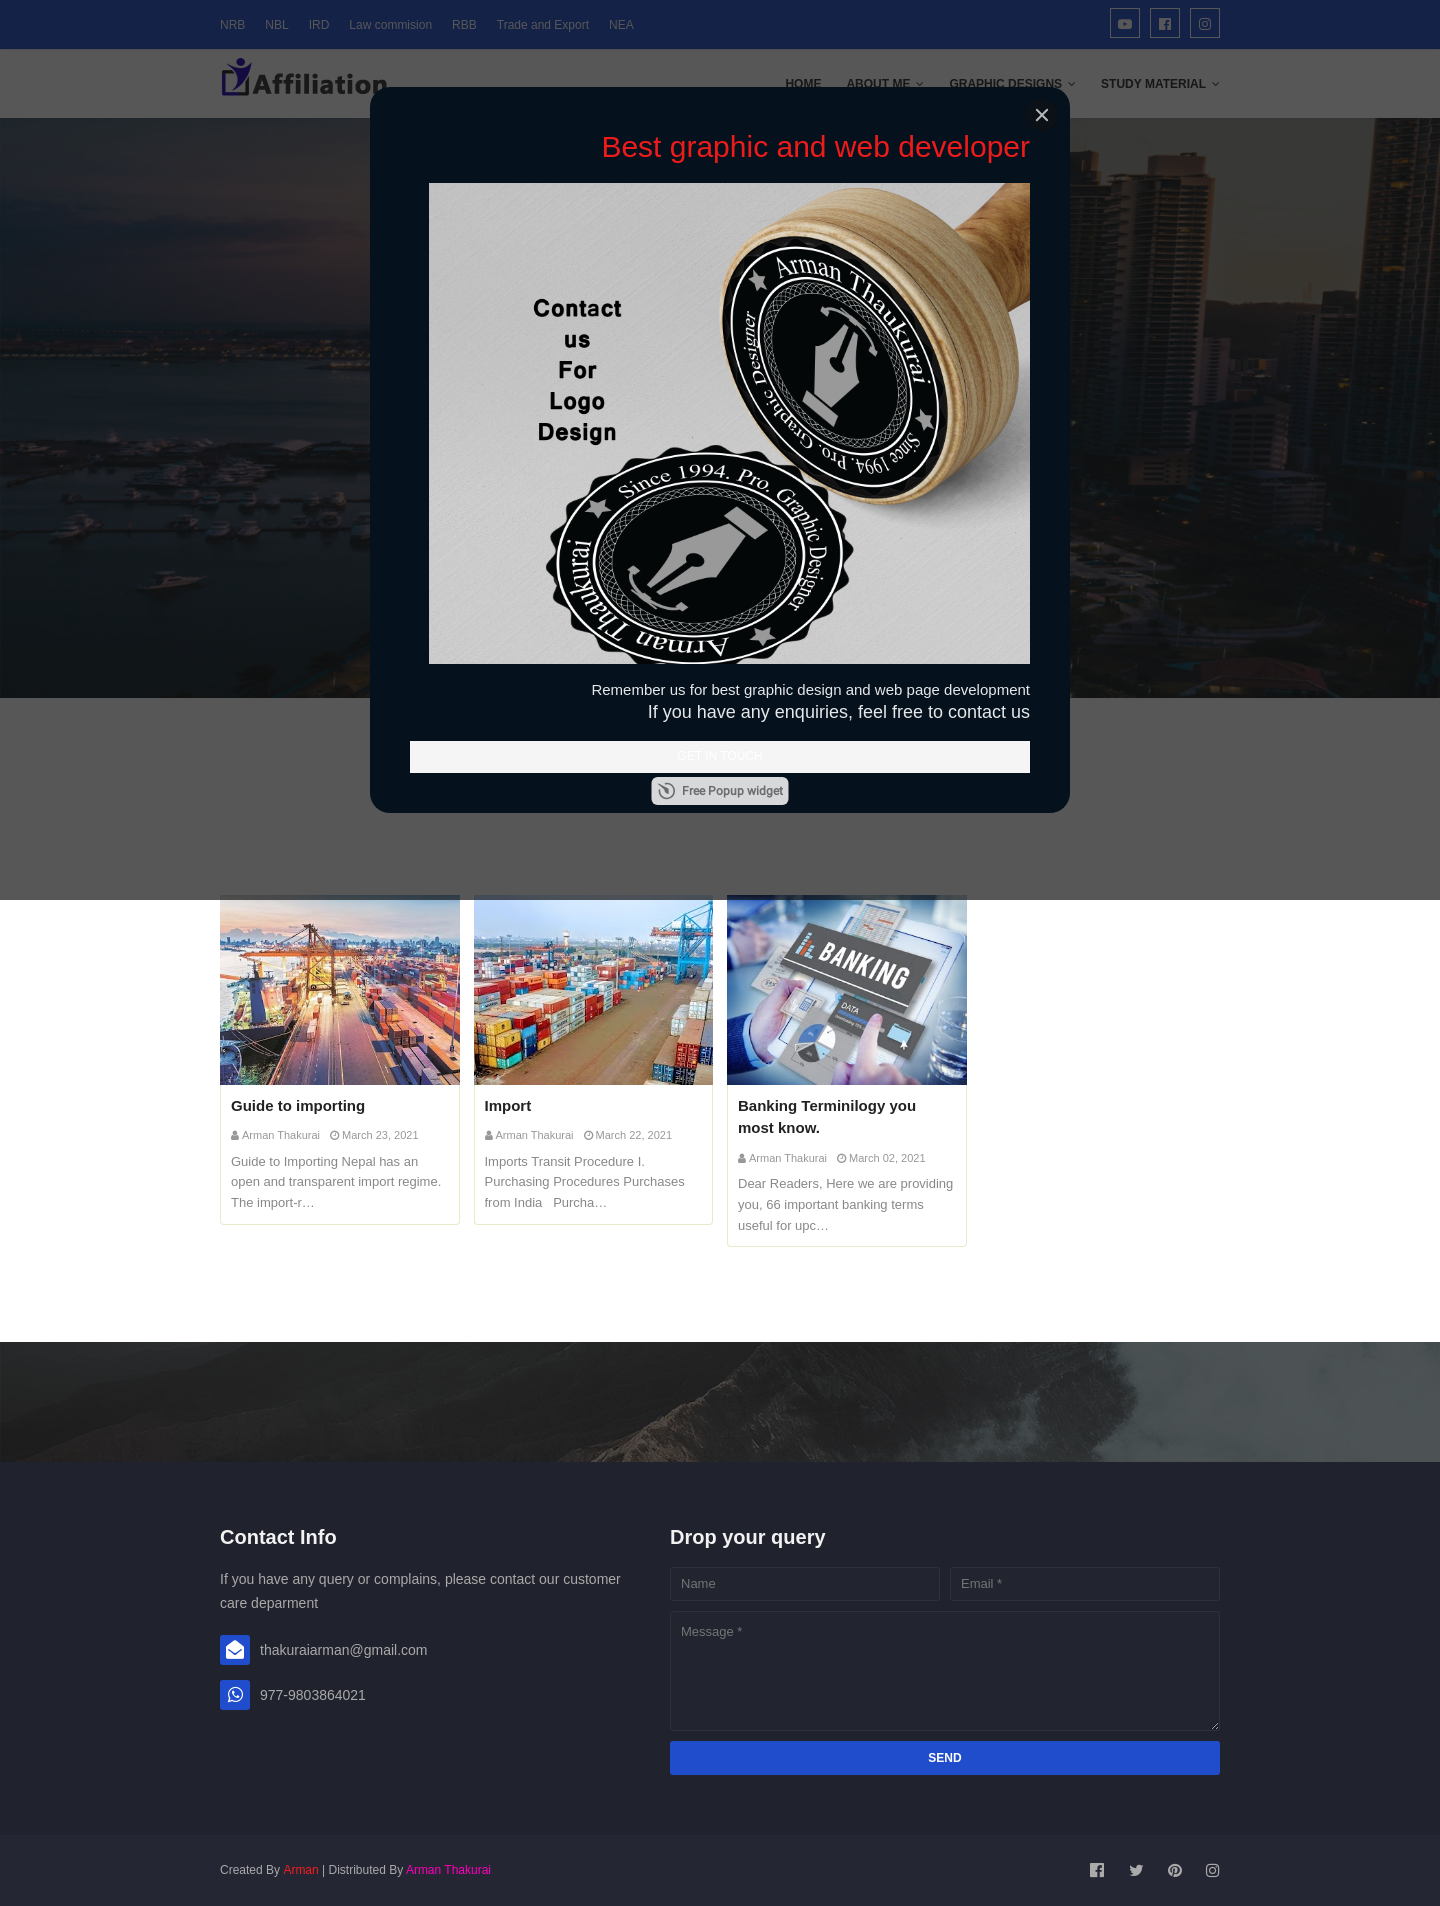 NRB NBL IRD Law commision RBB Trade and Export NEA
Affiliation
HOME ABOUT ME GRAPHIC DESIGNS STUDY MATERIAL
Best graphic and web developer
Contact
us
For
Logo
Design
Arman Thaukurai
Graphic Designer
Since 1994. Pro. Graphic
Since 1994. Pro. Graphic Designer
Arman Thaukurai
Remember us for best graphic design and web page development
If you have any enquiries, feel free to contact us
GET IN TOUCH
Free Popup widget
BANKING
DATA
Guide to importing
Arman Thakurai March 23, 2021
Guide to Importing Nepal has an
open and transparent import regime.
The import-r…
Import
Arman Thakurai March 22, 2021
Imports Transit Procedure I.
Purchasing Procedures Purchases
from India Purcha…
Banking Terminilogy you
most know.
Arman Thakurai March 02, 2021
Dear Readers, Here we are providing
you, 66 important banking terms
useful for upc…
Contact Info
If you have any query or complains, please contact our customer
care deparment
thakuraiarman@gmail.com
977-9803864021
Drop your query
Name Email *
Message *
SEND
Created By Arman | Distributed By Arman Thakurai